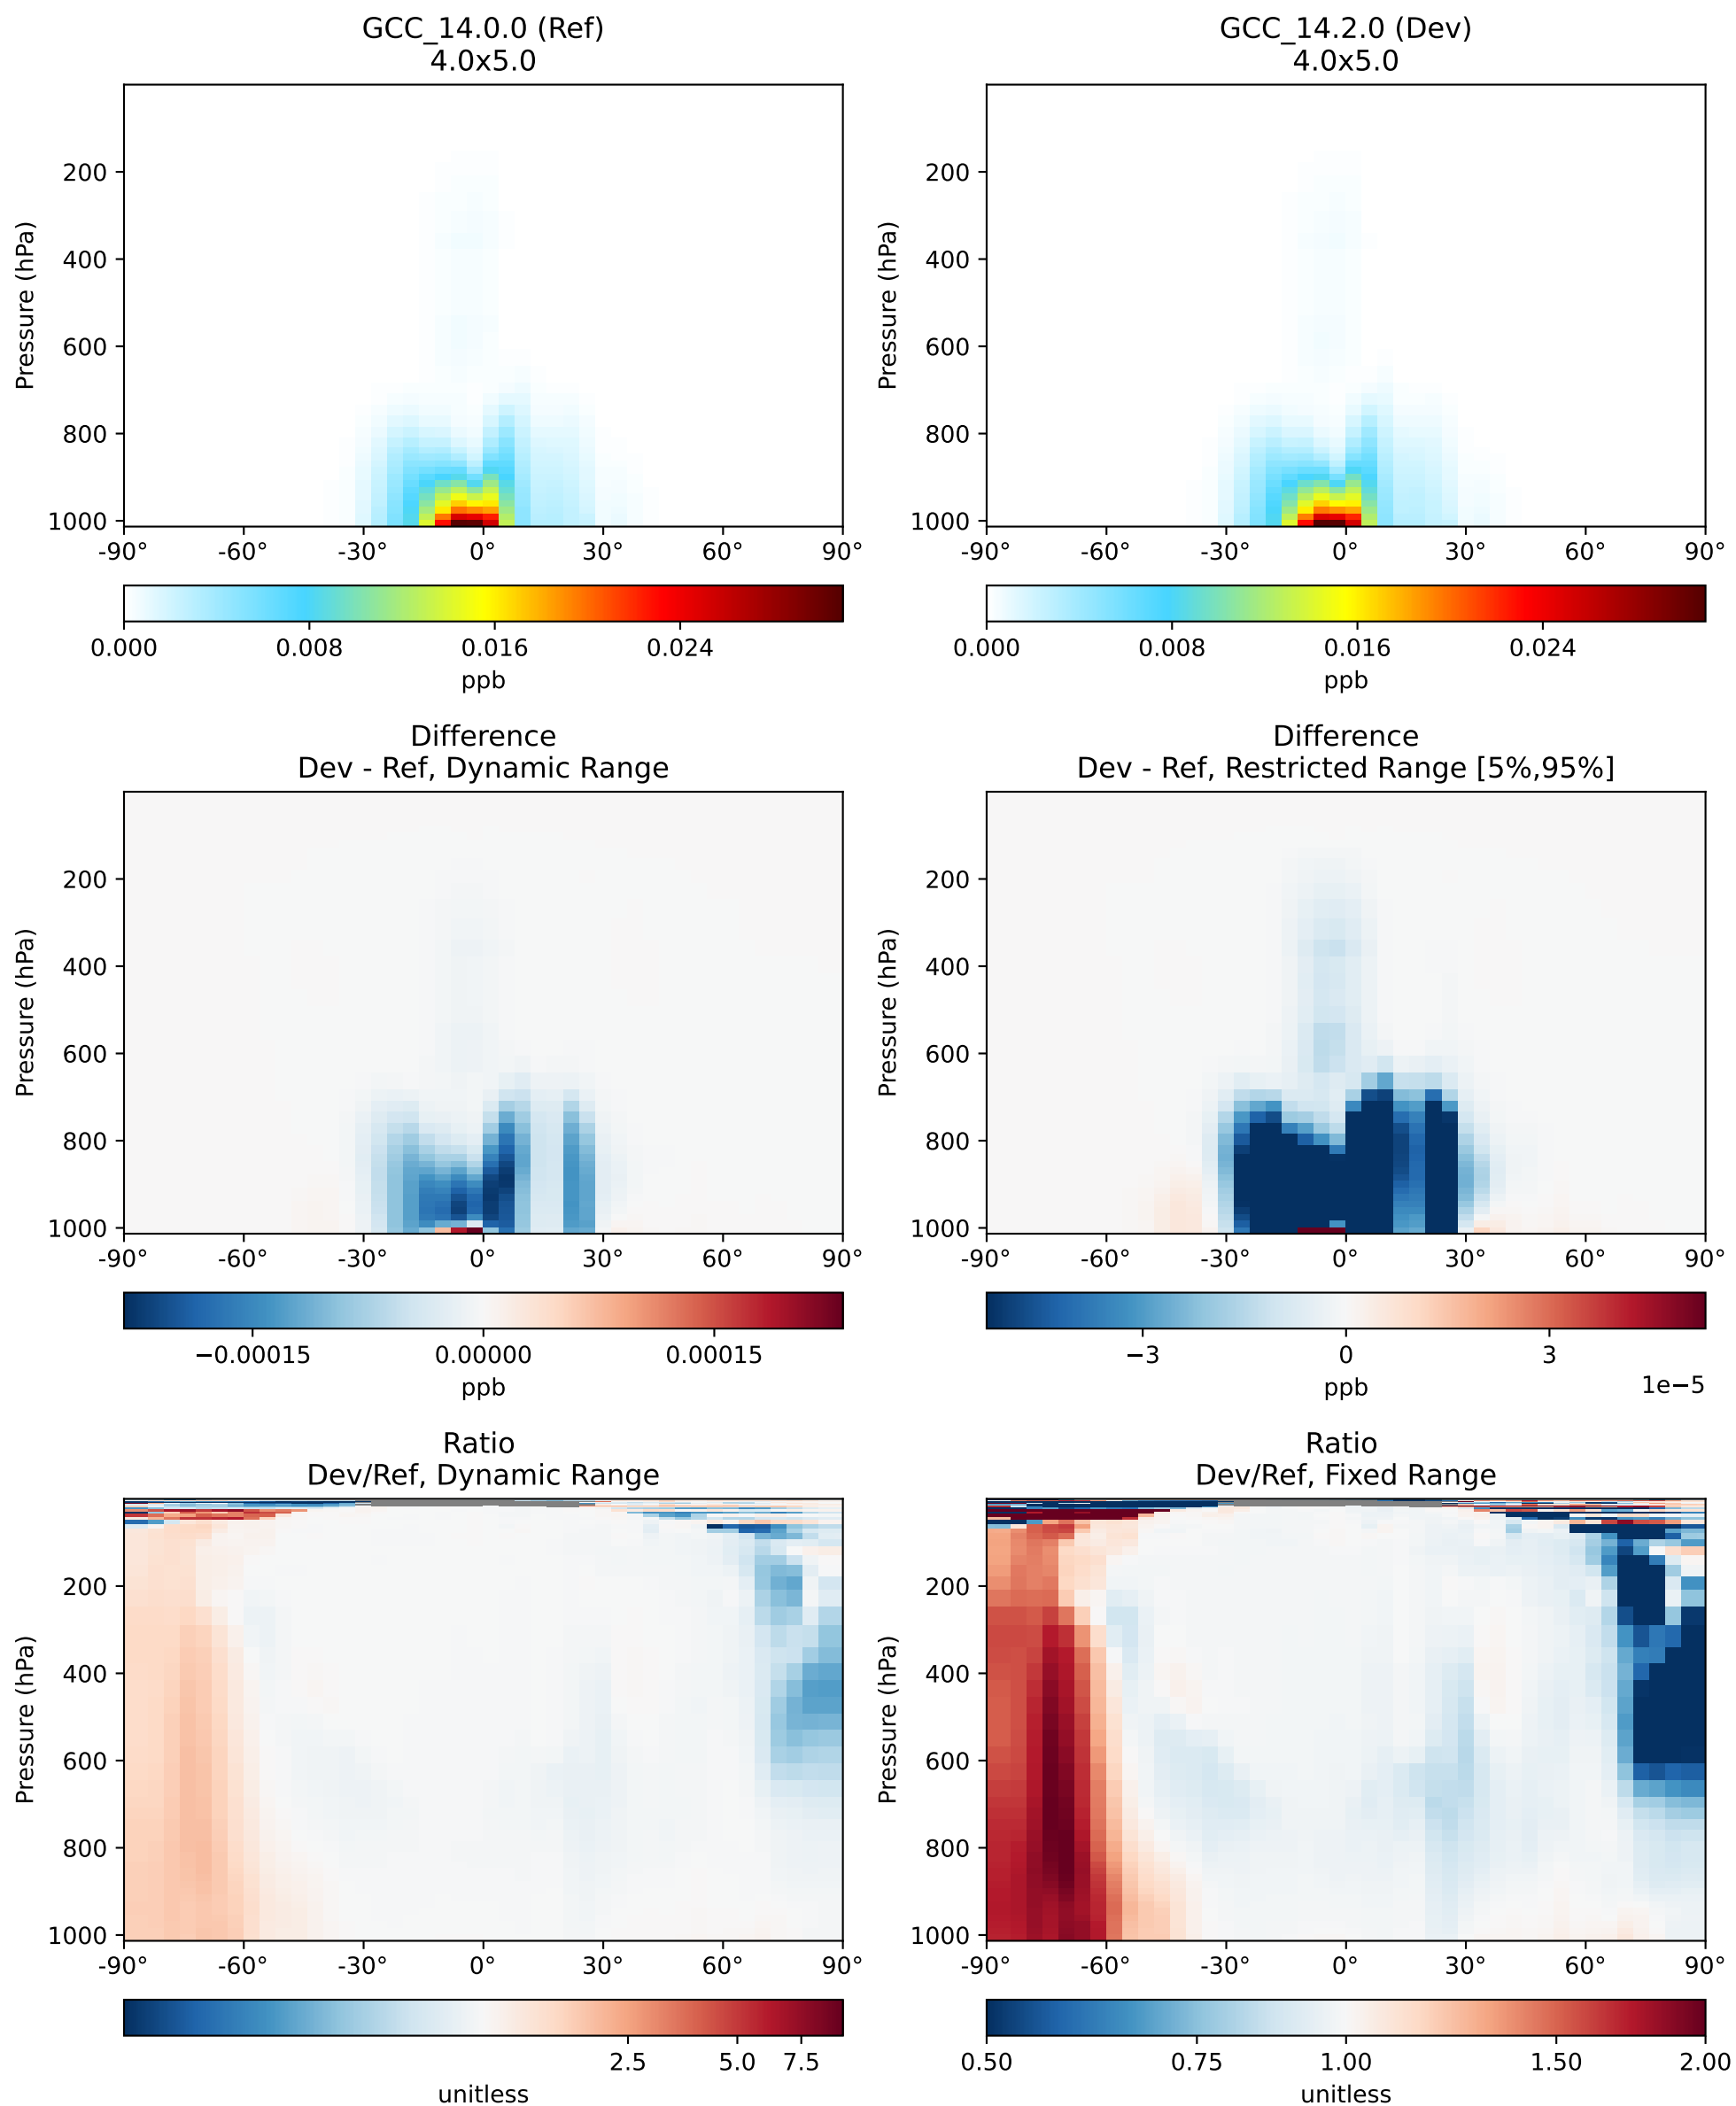 GCC_14.0.0 (Ref)
4.0x5.0
Pressure (hPa)
200
400
600
800
1000
-90° -60° -30° 0° 30° 60° 90°
0.000 0.008 0.016 0.024
ppb
GCC_14.2.0 (Dev)
4.0x5.0
Pressure (hPa)
200
400
600
800
1000
-90° -60° -30° 0° 30° 60° 90°
0.000 0.008 0.016 0.024
ppb
Difference
Dev - Ref, Dynamic Range
Pressure (hPa)
200
400
600
800
1000
-90° -60° -30° 0° 30° 60° 90°
−0.00015 0.00000 0.00015
ppb
Difference
Dev - Ref, Restricted Range [5%,95%]
Pressure (hPa)
200
400
600
800
1000
-90° -60° -30° 0° 30° 60° 90°
−3 0 3
1e−5
ppb
Ratio
Dev/Ref, Dynamic Range
Pressure (hPa)
200
400
600
800
1000
-90° -60° -30° 0° 30° 60° 90°
2.5 5.0 7.5
unitless
Ratio
Dev/Ref, Fixed Range
Pressure (hPa)
200
400
600
800
1000
-90° -60° -30° 0° 30° 60° 90°
0.50 0.75 1.00 1.50 2.00
unitless